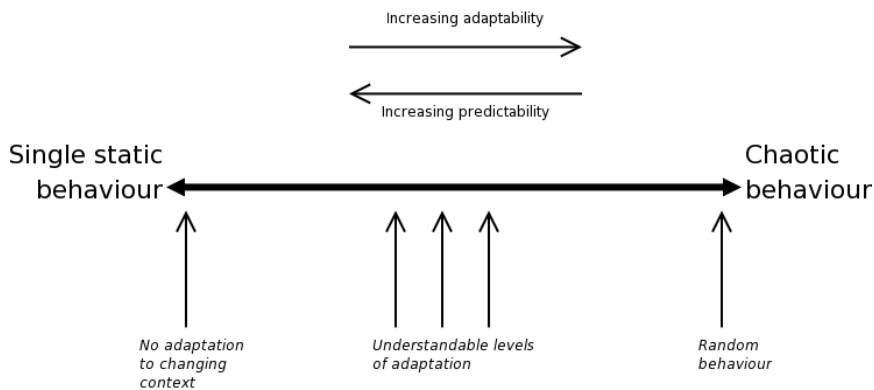 Increasing adaptability
Increasing predictability
Single static
behaviour
Chaotic
behaviour
No adaptation
to changing
context
Understandable levels
of adaptation
Random
behaviour